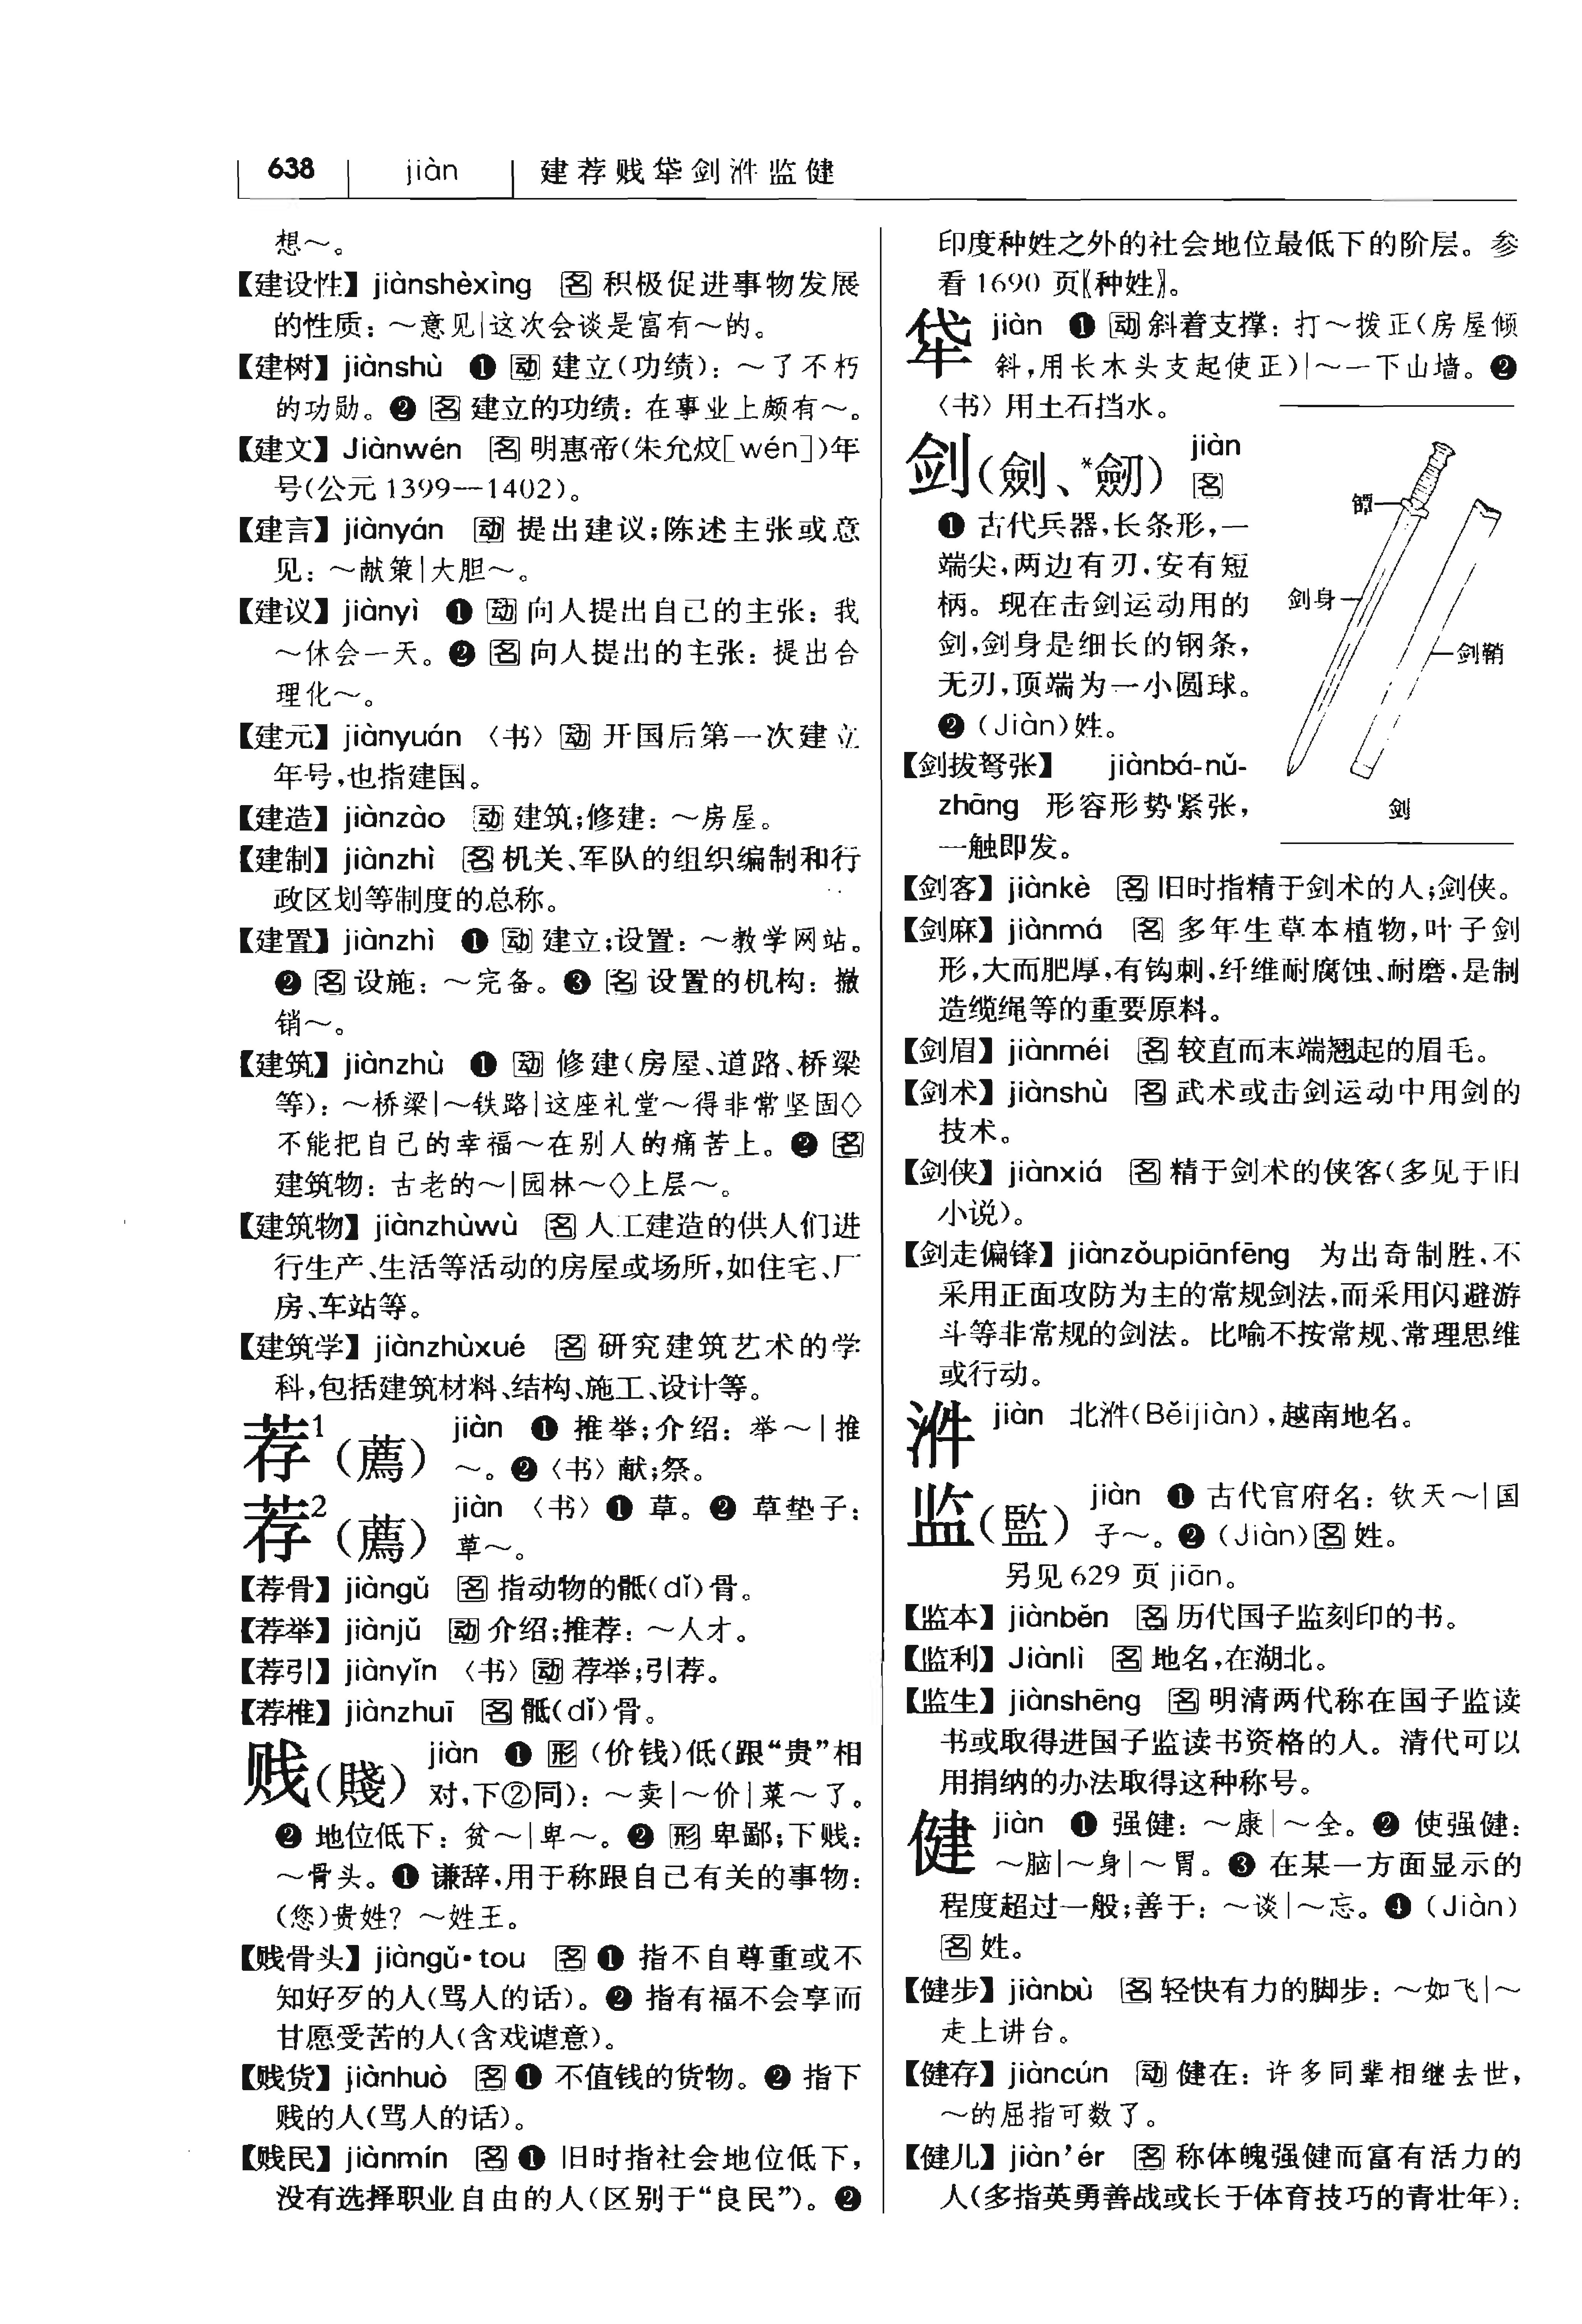 638 jiàn 建荐贱垡剑洊监健
想～。
【建设性】jiànshèxìng 名 积极促进事物发展
的性质：～意见|这次会谈是富有～的。
【建树】jiànshù ❶ 动 建立(功绩)：～了不朽
的功勋。❷ 名 建立的功绩：在事业上颇有～。
【建文】Jiànwén 名 明惠帝(朱允炆[wén])年
号(公元1399—1402)。
【建言】jiànyán 动 提出建议;陈述主张或意
见：～献策|大胆～。
【建议】jiànyì ❶ 动 向人提出自己的主张：我
～休会一天。❷ 名 向人提出的主张：提出合
理化～。
【建元】jiànyuán 〈书〉动 开国后第一次建立
年号,也指建国。
【建造】jiànzào 动 建筑;修建：～房屋。
【建制】jiànzhì 名 机关、军队的组织编制和行
政区划等制度的总称。
【建置】jiànzhì ❶ 动 建立;设置：～教学网站。
❷ 名 设施：～完备。❸ 名 设置的机构：撤
销～。
【建筑】jiànzhù ❶ 动 修建(房屋、道路、桥梁
等)：～桥梁|～铁路|这座礼堂～得非常坚固◇
不能把自己的幸福～在别人的痛苦上。❷ 名
建筑物：古老的～|园林～◇上层～。
【建筑物】jiànzhùwù 名 人工建造的供人们进
行生产、生活等活动的房屋或场所,如住宅、厂
房、车站等。
【建筑学】jiànzhùxué 名 研究建筑艺术的学
科,包括建筑材料、结构、施工、设计等。
荐1(薦) jiàn ❶ 推举;介绍：举～|推
～。❷〈书〉献;祭。
荐2(薦) jiàn 〈书〉❶ 草。❷ 草垫子：
草～。
【荐骨】jiàngǔ 名 指动物的骶(dǐ)骨。
【荐举】jiànjǔ 动 介绍;推荐：～人才。
【荐引】jiànyǐn 〈书〉动 荐举;引荐。
【荐椎】jiànzhuī 名 骶(dǐ)骨。
贱(賤) jiàn ❶ 形 (价钱)低(跟“贵”相
对,下②同)：～卖|～价|菜～了。
❷ 地位低下：贫～|卑～。❷ 形 卑鄙;下贱：
～骨头。❶ 谦辞,用于称跟自己有关的事物：
(您)贵姓? ～姓王。
【贱骨头】jiàngǔ·tou 名 ❶ 指不自尊重或不
知好歹的人(骂人的话)。❷ 指有福不会享而
甘愿受苦的人(含戏谑意)。
【贱货】jiànhuò 名 ❶ 不值钱的货物。❷ 指下
贱的人(骂人的话)。
【贱民】jiànmín 名 ❶ 旧时指社会地位低下,
没有选择职业自由的人(区别于“良民”)。❷
印度种姓之外的社会地位最低下的阶层。参
看1690页〖种姓〗。
jiàn ❶ 动 斜着支撑：打～拨正(房屋倾
斜,用长木头支起使正)|～一下山墙。❷
〈书〉用土石挡水。
剑(劍、*劒) jiàn
名
❶ 古代兵器,长条形,一
端尖,两边有刃,安有短
柄。现在击剑运动用的
剑,剑身是细长的钢条,
无刃,顶端为一小圆球。
❷ (Jiàn)姓。
镡
剑身
剑鞘
剑
【剑拔弩张】 jiànbá-nǔ-
zhāng 形容形势紧张,
一触即发。
【剑客】jiànkè 名 旧时指精于剑术的人;剑侠。
【剑麻】jiànmá 名 多年生草本植物,叶子剑
形,大而肥厚,有钩刺,纤维耐腐蚀、耐磨,是制
造缆绳等的重要原料。
【剑眉】jiànméi 名 较直而末端翘起的眉毛。
【剑术】jiànshù 名 武术或击剑运动中用剑的
技术。
【剑侠】jiànxiá 名 精于剑术的侠客(多见于旧
小说)。
【剑走偏锋】jiànzǒupiānfēng 为出奇制胜,不
采用正面攻防为主的常规剑法,而采用闪避游
斗等非常规的剑法。比喻不按常规、常理思维
或行动。
jiàn 北(Běijiàn),越南地名。
监(監) jiàn ❶ 古代官府名：钦天～|国
子～。❷ (Jiàn)名 姓。
另见629页jiān。
【监本】jiànběn 名 历代国子监刻印的书。
【监利】Jiànlì 名 地名,在湖北。
【监生】jiànshēng 名 明清两代称在国子监读
书或取得进国子监读书资格的人。清代可以
用捐纳的办法取得这种称号。
健 jiàn ❶ 强健：～康|～全。❷ 使强健：
～脑|～身|～胃。❸ 在某一方面显示的
程度超过一般;善于：～谈|～忘。❹ (Jiàn)
名 姓。
【健步】jiànbù 名 轻快有力的脚步：～如飞|～
走上讲台。
【健存】jiàncún 动 健在：许多同辈相继去世,
～的屈指可数了。
【健儿】jiàn’ér 名 称体魄强健而富有活力的
人(多指英勇善战或长于体育技巧的青壮年)：